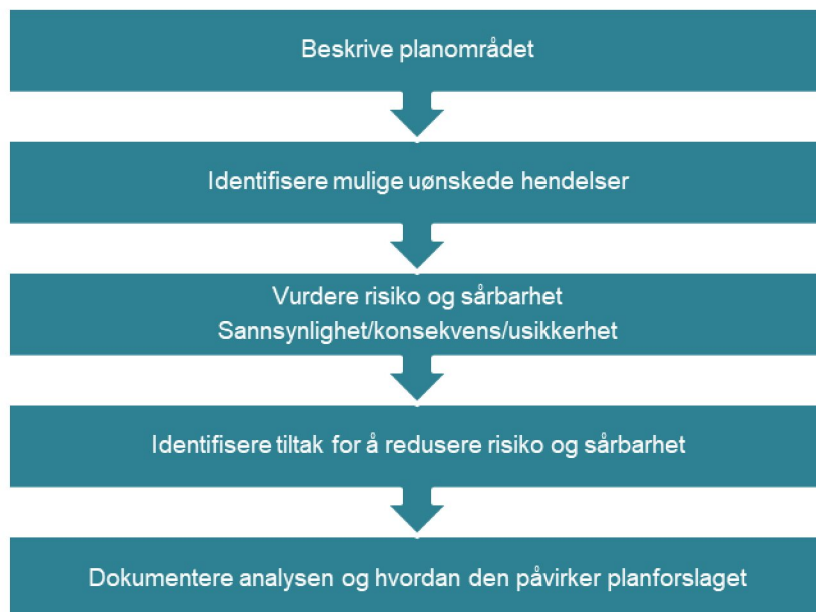 Beskrive planområdet
Identifisere mulige uønskede hendelser
Vurdere risiko og sårbarhet
Sannsynlighet/konsekvens/usikkerhet
Identifisere tiltak for å redusere risiko og sårbarhet
Dokumentere analysen og hvordan den påvirker planforslaget